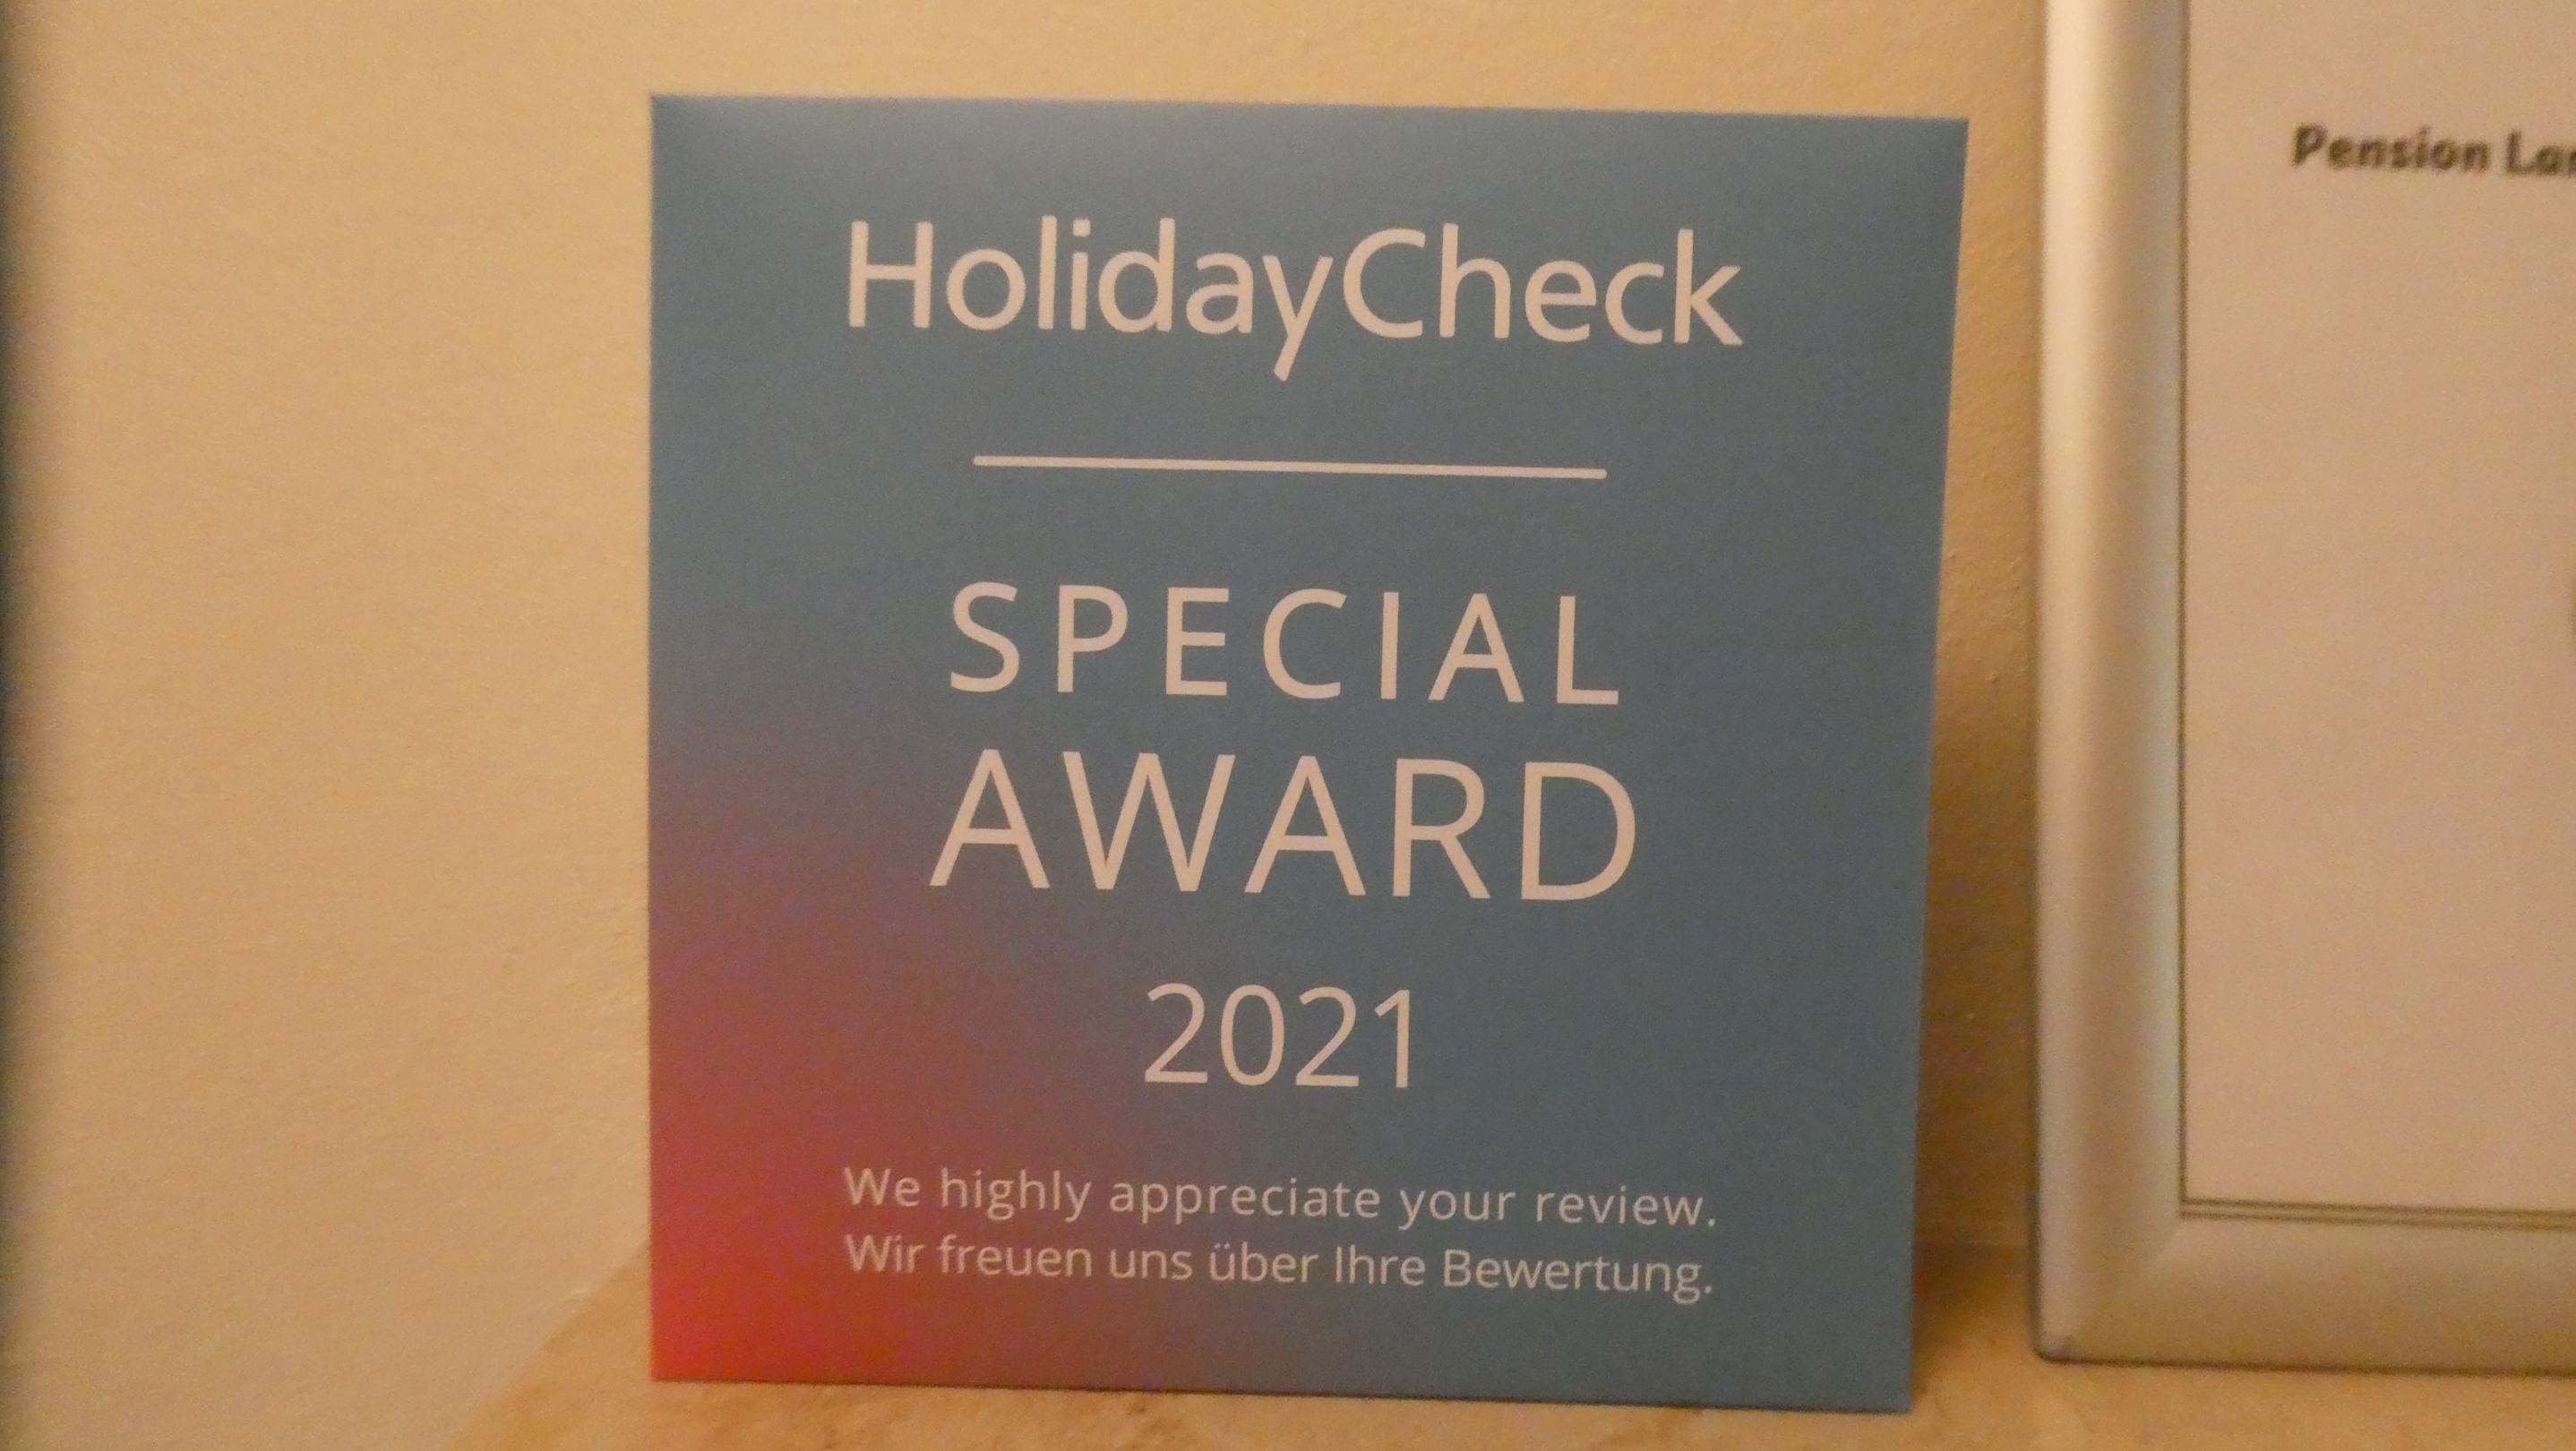 HolidayCheck
SPECIAL
AWARD
2021
We highly appreciate your review.
Wir freuen uns über Ihre Bewertung.
Pension